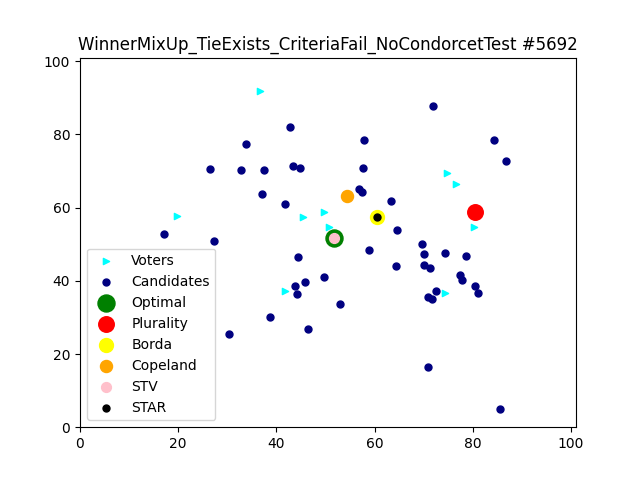 WinnerMixUp_TieExists_CriteriaFail_NoCondorcetTest #5692
100
80
60
40
20
0
Voters
Candidates
Optimal
Plurality
Borda
Copeland
STV
STAR
0 20 40 60 80 100